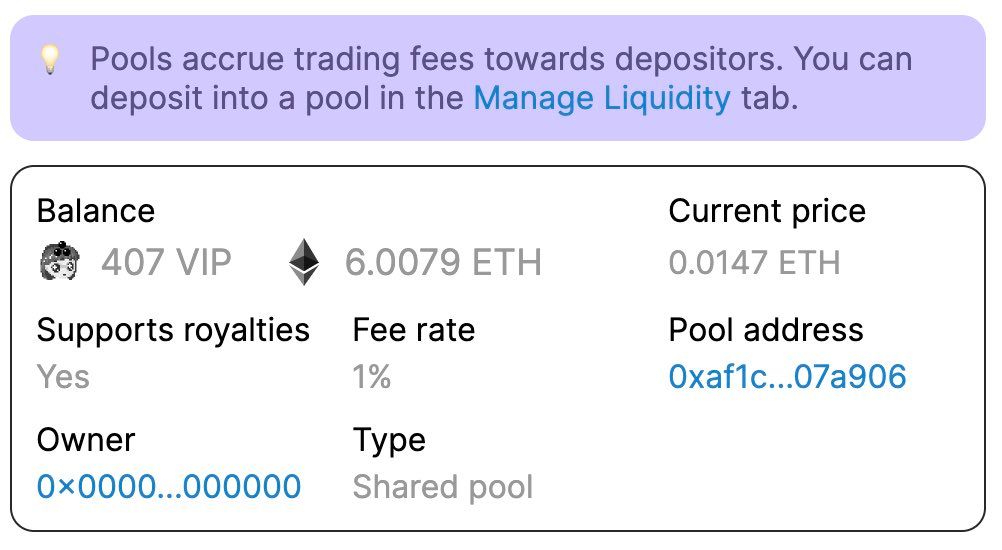 Pools accrue trading fees towards depositors. You can
deposit into a pool in the Manage Liquidity tab.
Balance
407 VIP
6.0079 ETH
Current price
0.0147 ETH
Supports royalties
Yes
Fee rate
1%
Pool address
0xaf1c...07a906
Owner
0×0000...000000
Type
Shared pool